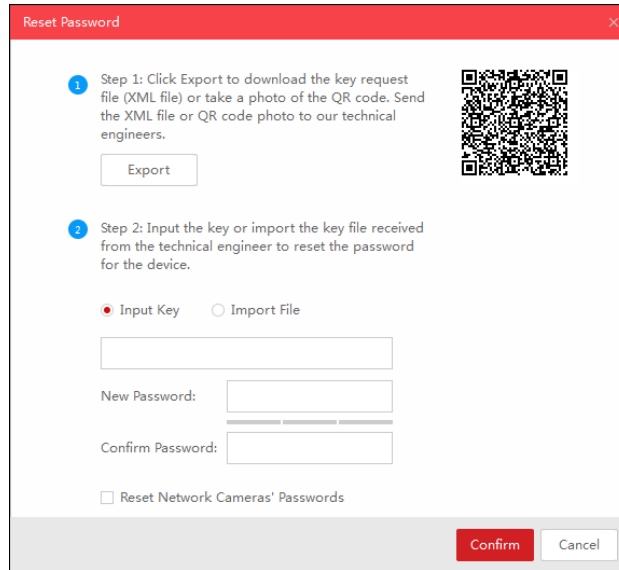 Reset Password
1
Step 1: Click Export to download the key request
file (XML file) or take a photo of the QR code. Send
the XML file or QR code photo to our technical
engineers.
Export
2
Step 2: Input the key or import the key file received
from the technical engineer to reset the password
for the device.
Input Key Import File
New Password:
Confirm Password:
Reset Network Cameras' Passwords
Confirm Cancel